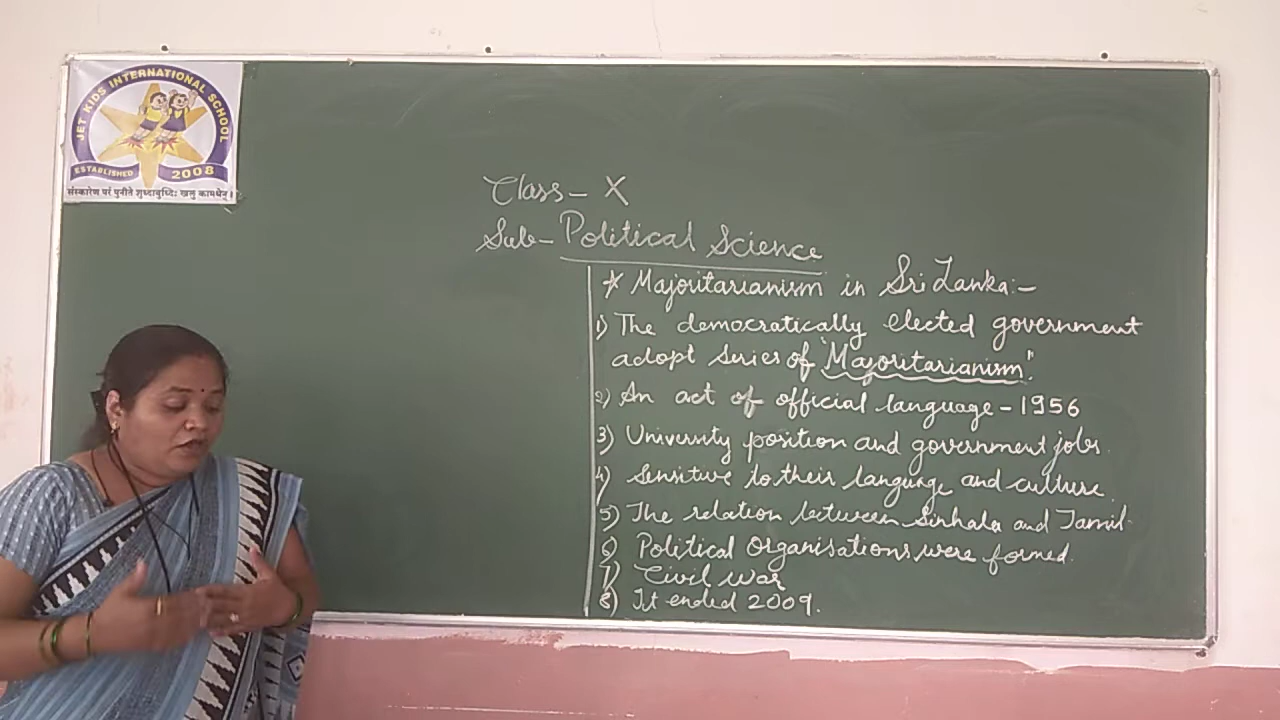 JET KIDS INTERNATIONAL SCHOOL
ESTABLISHED 2008
संस्कारेण परं पुनीते शुध्दाबुध्दिः खलु कामधेनु।
Class - X
Sub - Political Science
* Majoritarianism in Sri Lanka:-
1) The democratically elected government
adopt series of "Majoritarianism".
2) An act of official language - 1956
3) University position and government jobs.
4) Sensitive to their language and culture.
5) The relation between Sinhala and Tamil.
6) Political Organisations were formed.
7) Civil war
8) It ended 2009.